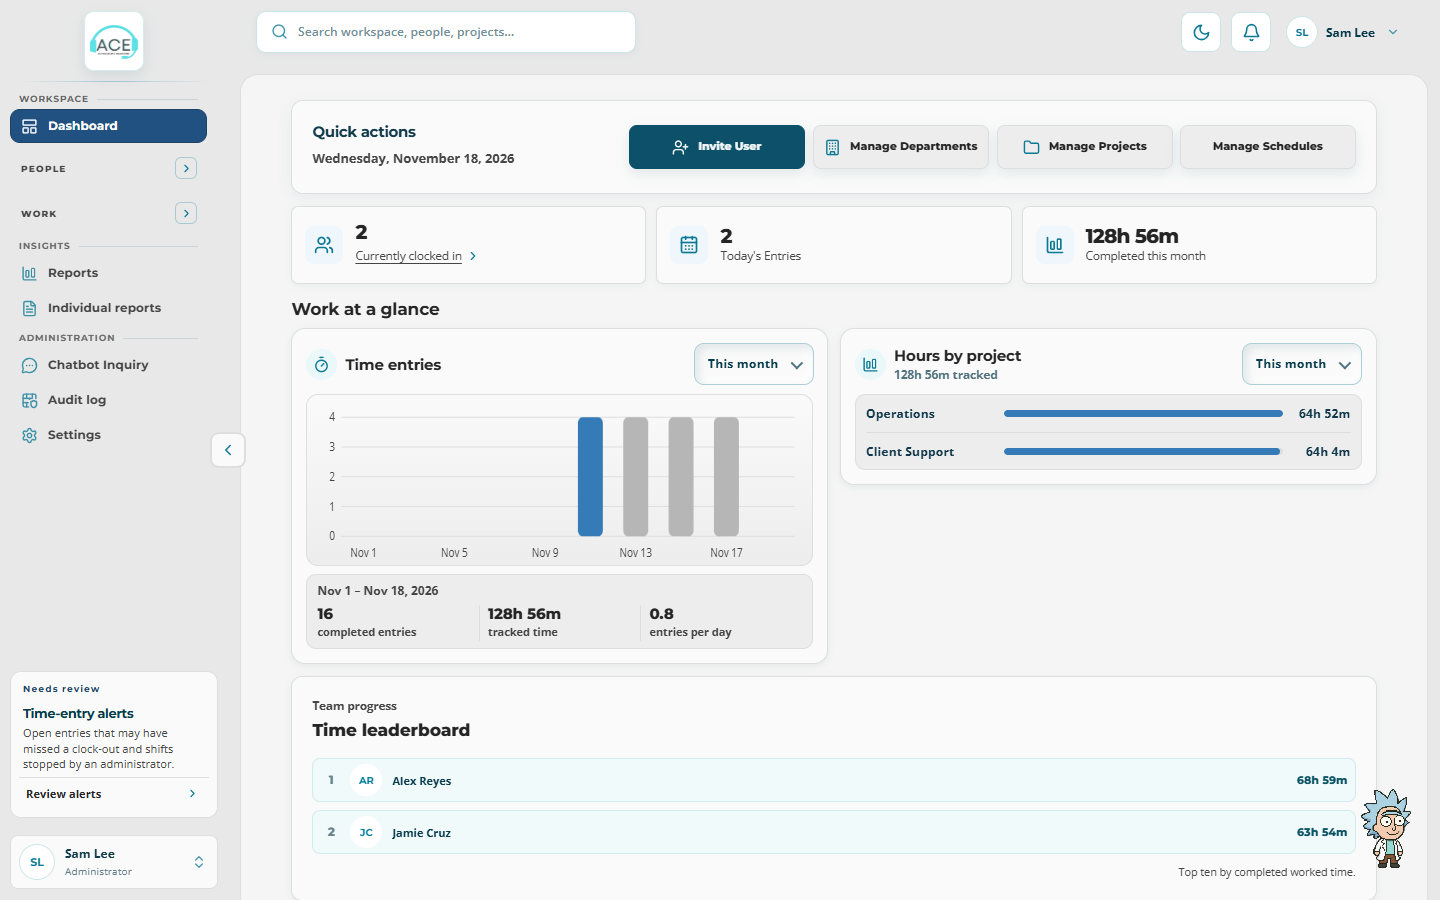 ACE
Search workspace, people, projects...
SL
Sam Lee
WORKSPACE
Dashboard
PEOPLE
WORK
INSIGHTS
Reports
Individual reports
ADMINISTRATION
Chatbot Inquiry
Audit log
Settings
Needs review
Time-entry alerts
Open entries that may have
missed a clock-out and shifts
stopped by an administrator.
Review alerts
SL
Sam Lee
Administrator
Quick actions
Wednesday, November 18, 2026
Invite User
Manage Departments
Manage Projects
Manage Schedules
2
Currently clocked in
2
Today's Entries
128h 56m
Completed this month
Work at a glance
Time entries
This month
4
3
2
1
0
Nov 1
Nov 5
Nov 9
Nov 13
Nov 17
Nov 1 – Nov 18, 2026
16
completed entries
128h 56m
tracked time
0.8
entries per day
Hours by project
128h 56m tracked
This month
Operations
64h 52m
Client Support
64h 4m
Team progress
Time leaderboard
1
AR
Alex Reyes
68h 59m
2
JC
Jamie Cruz
63h 54m
Top ten by completed worked time.